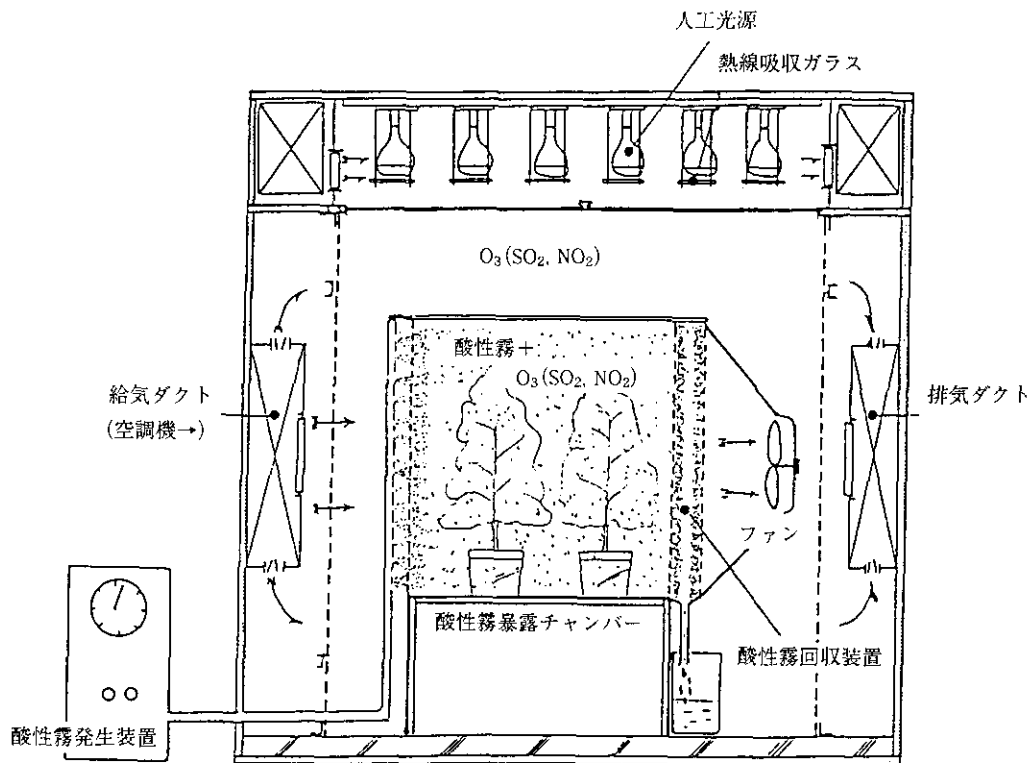 人工光源
熱線吸収ガラス
O₃(SO₂, NO₂)
酸性霧+
O₃(SO₂, NO₂)
給気ダクト
(空調機→)
排気ダクト
ファン
酸性霧暴露チャンバー
酸性霧回収装置
酸性霧発生装置